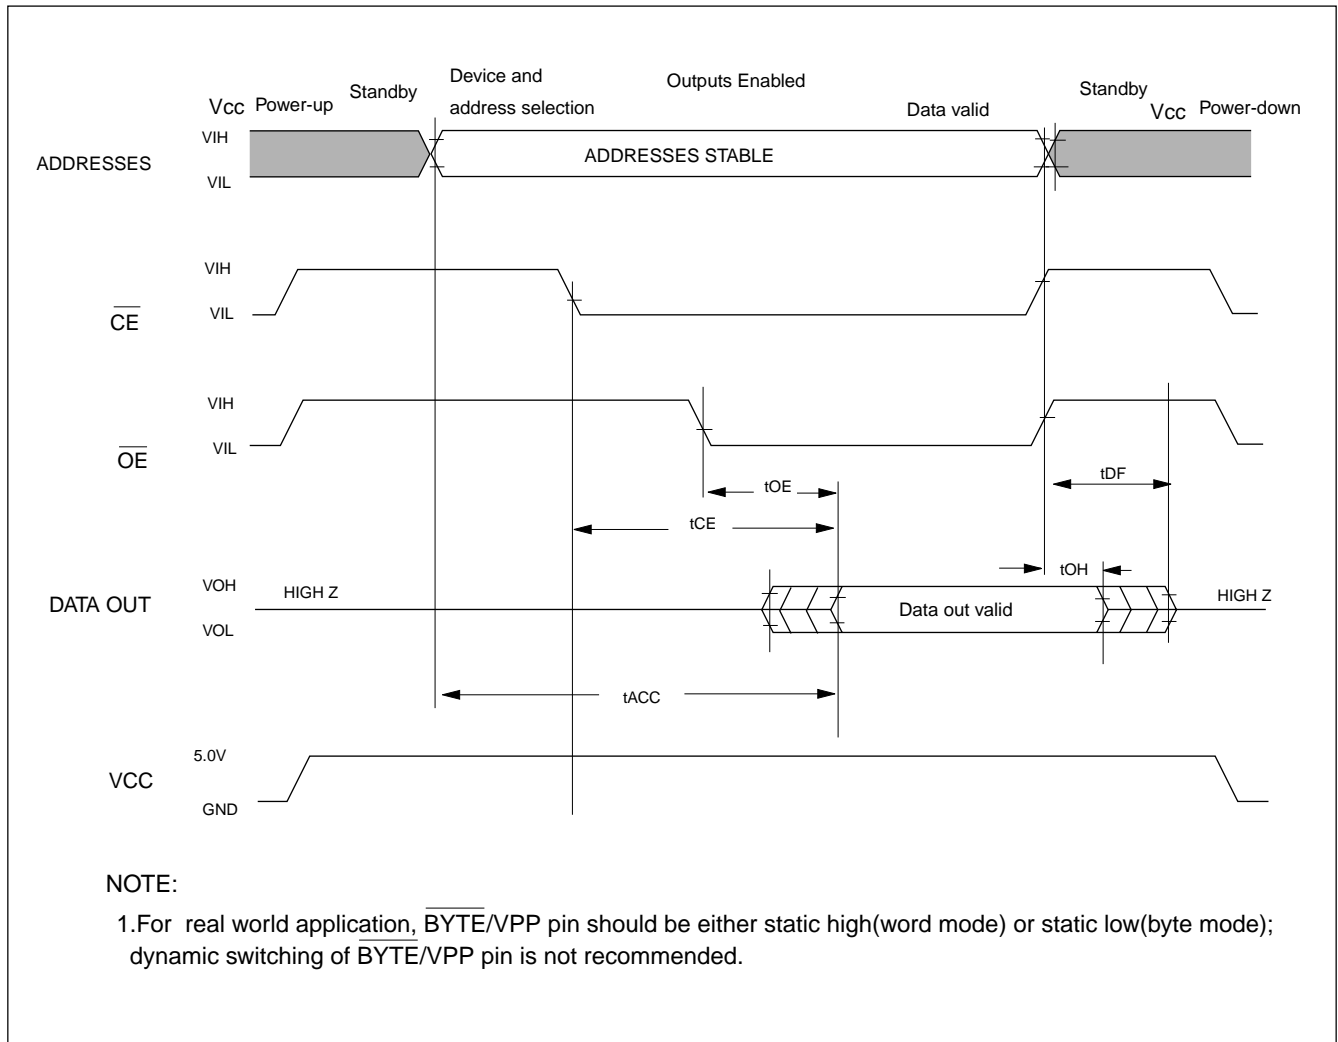 Vcc Power-up
Standby
Device and
address selection
Outputs Enabled
Data valid
Standby
Vcc Power-down
ADDRESSES
VIH
VIL
ADDRESSES STABLE
CE
VIH
VIL
OE
VIH
VIL
tOE
tDF
tCE
tOH
DATA OUT
VOH
VOL
HIGH Z
Data out valid
HIGH Z
tACC
VCC
5.0V
GND
NOTE:
1.For real world application, BYTE/VPP pin should be either static high(word mode) or static low(byte mode);
dynamic switching of BYTE/VPP pin is not recommended.